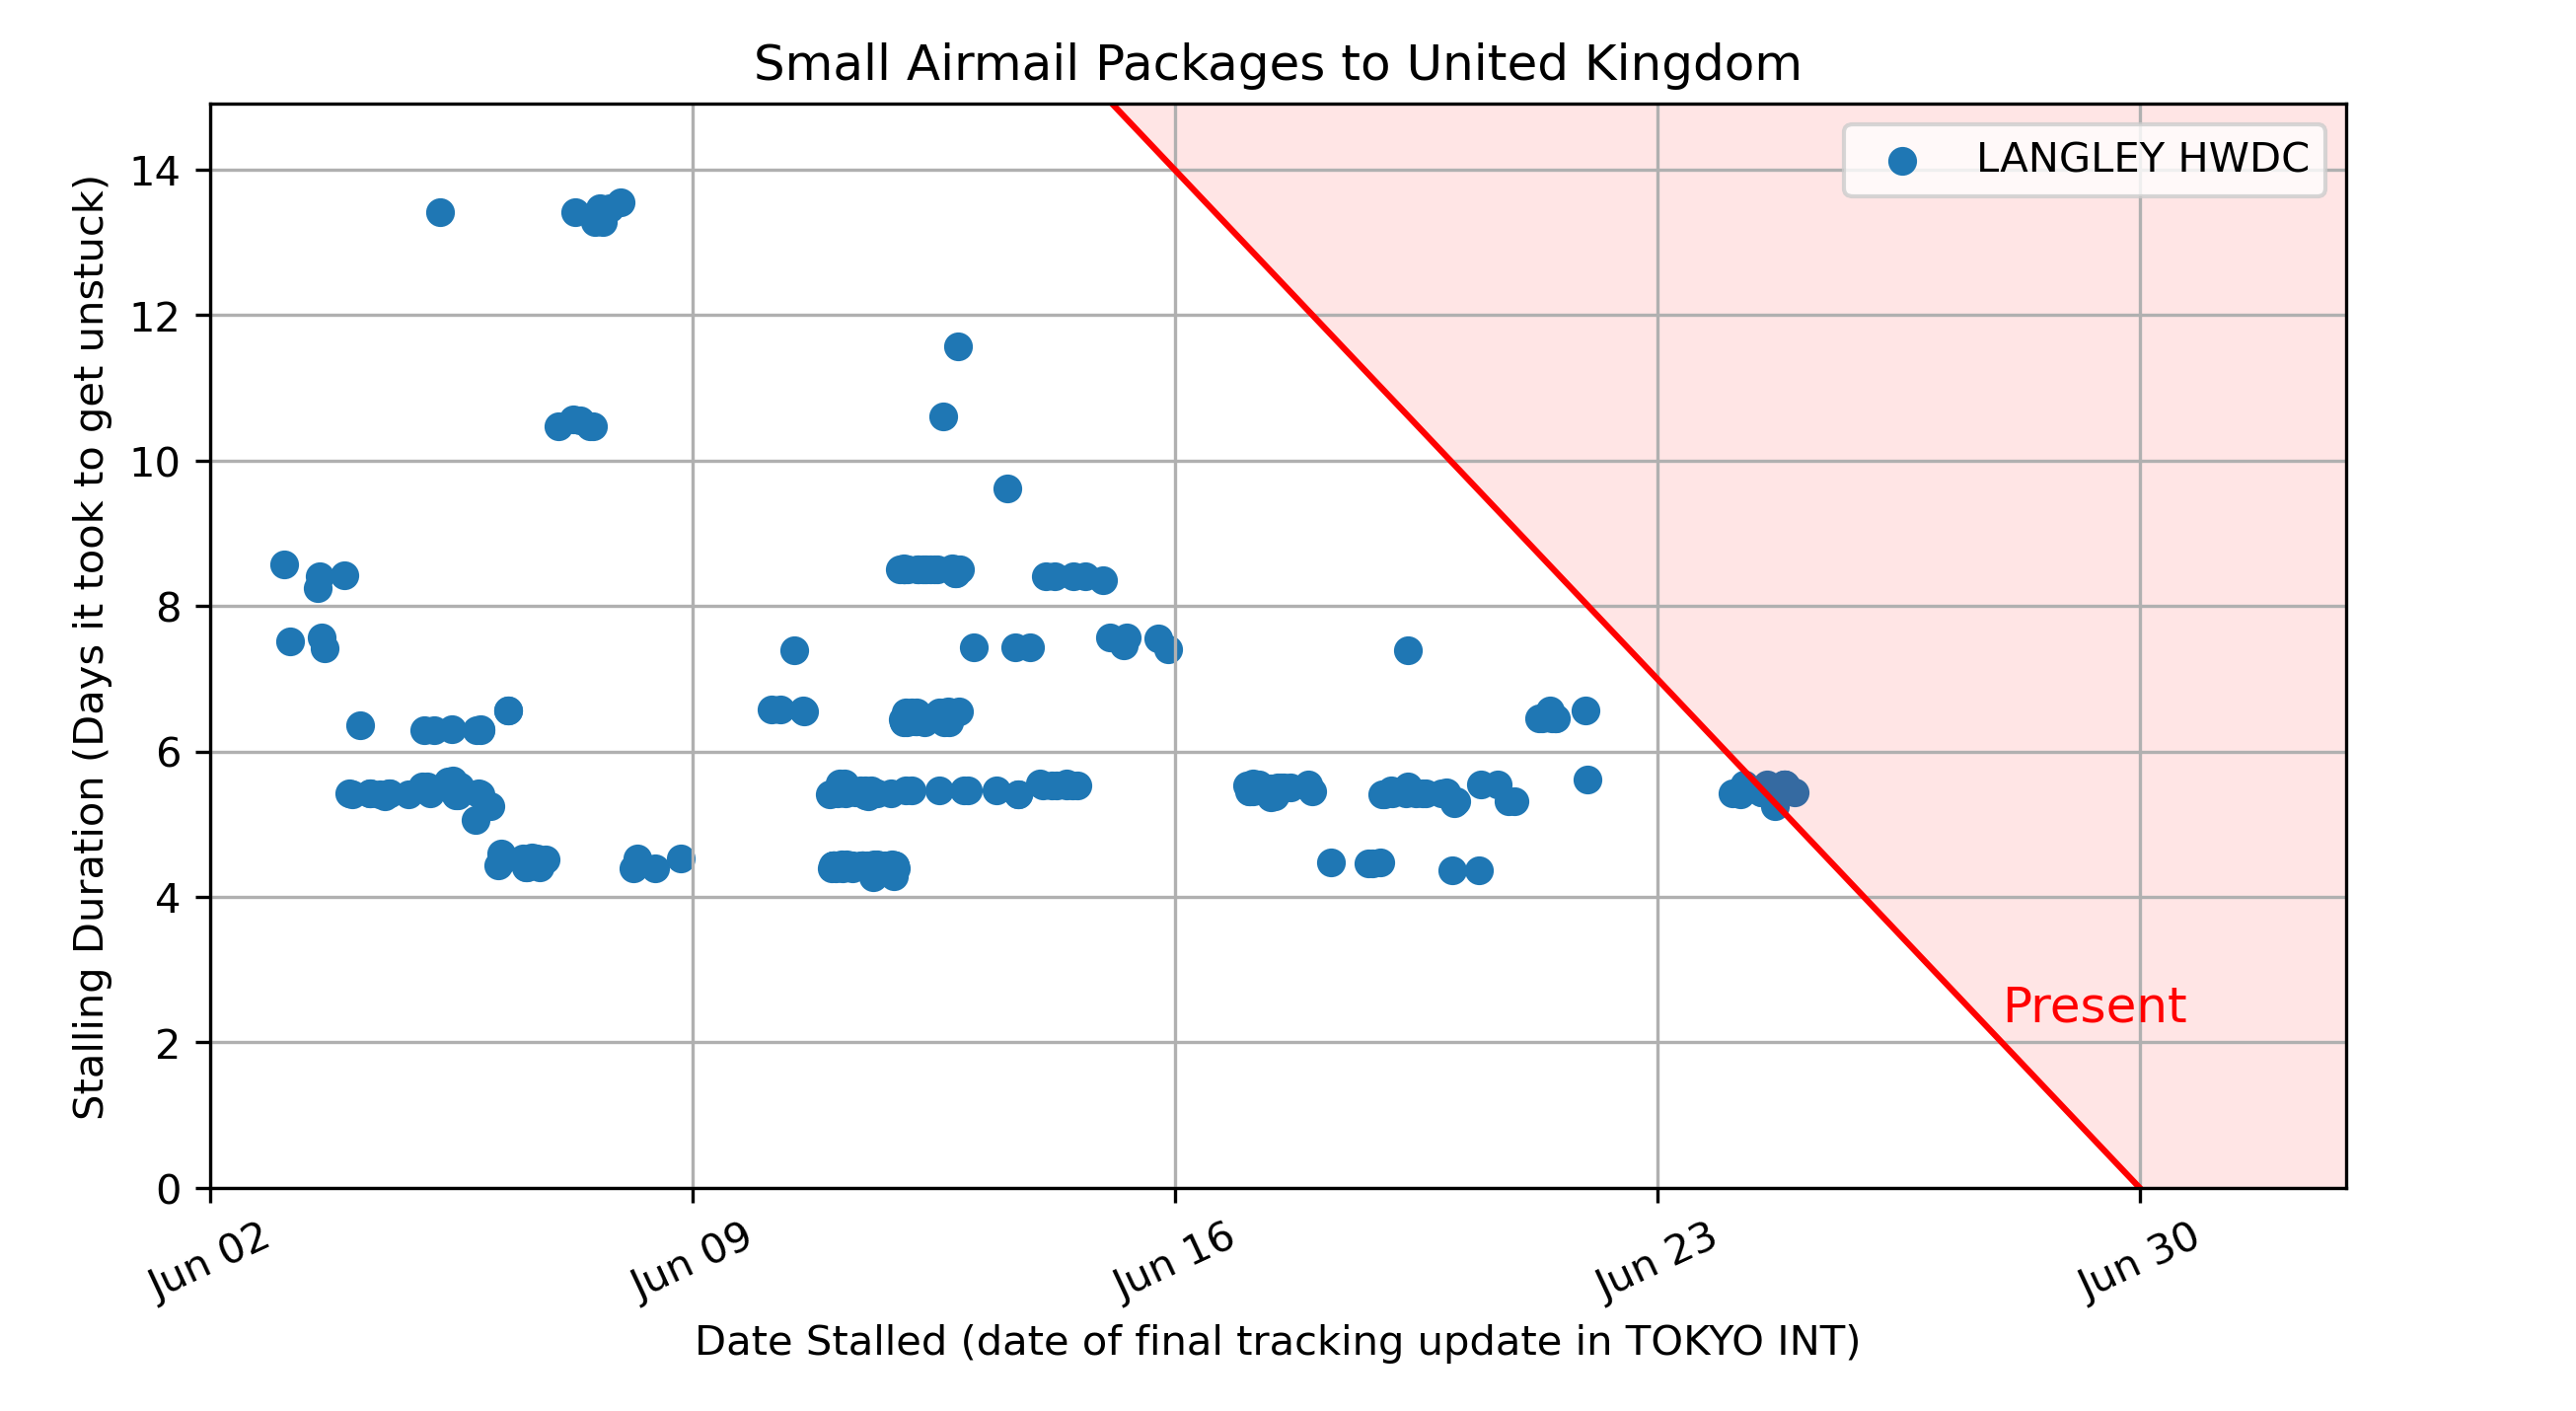 Small Airmail Packages to United Kingdom
LANGLEY HWDC
Stalling Duration (Days it took to get unstuck)
14
12
10
8
6
4
2
0
Present
Jun 02
Jun 09
Jun 16
Jun 23
Jun 30
Date Stalled (date of final tracking update in TOKYO INT)